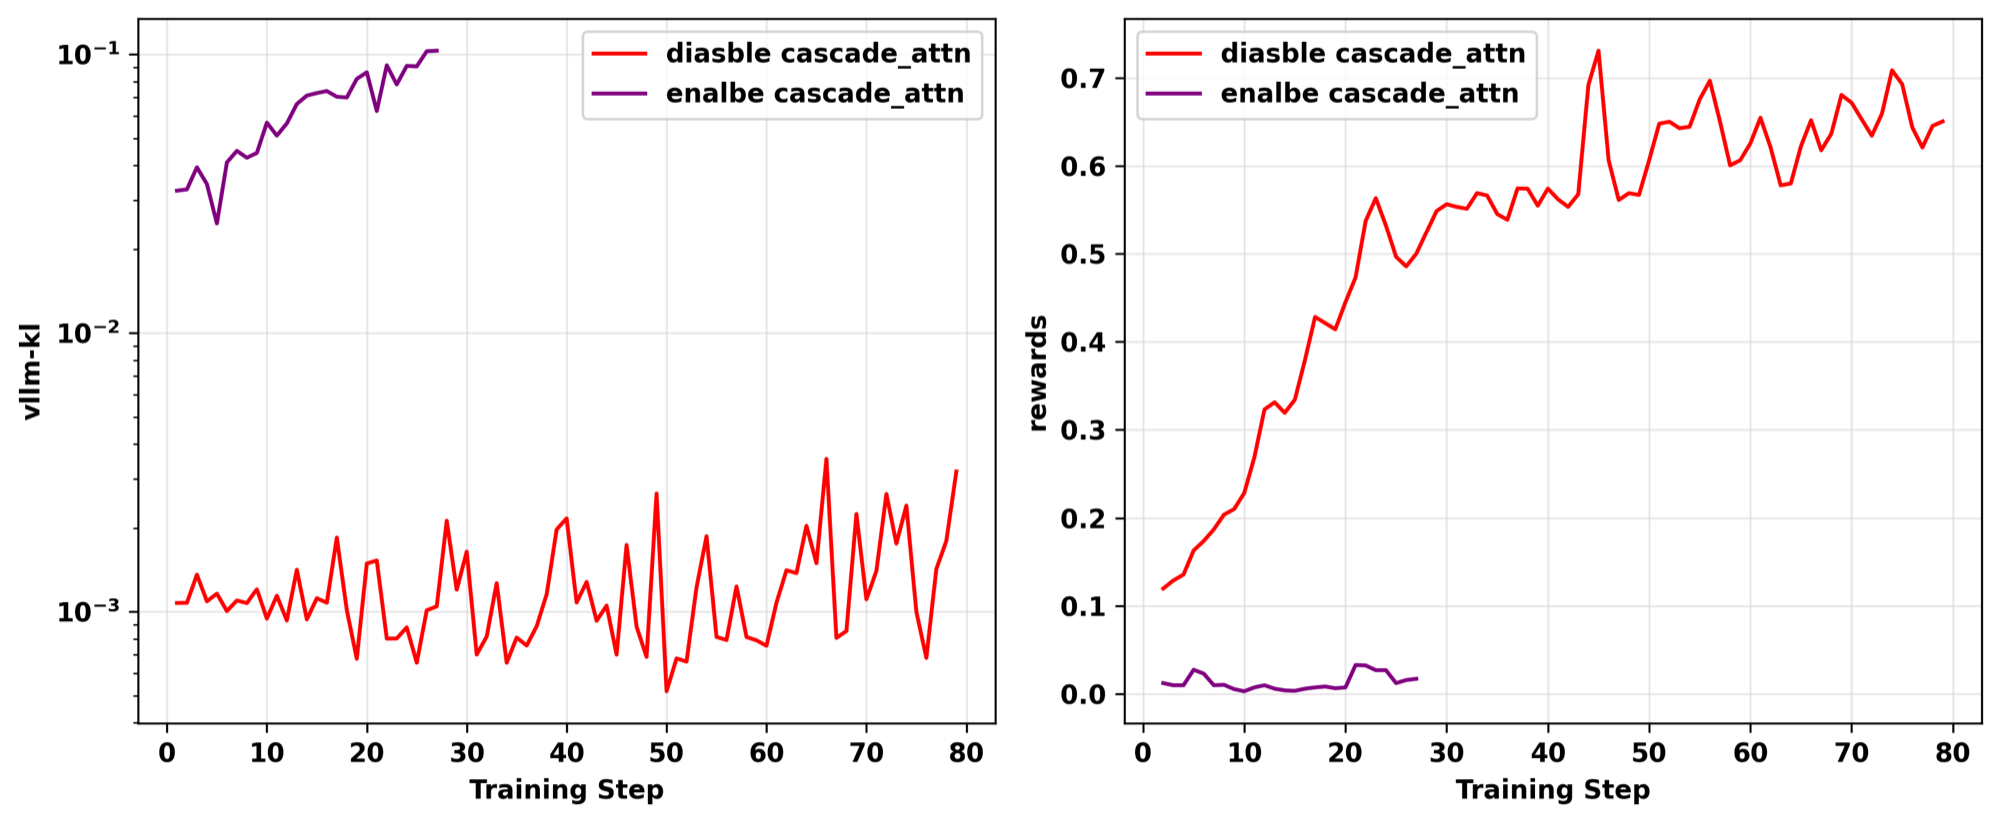 10⁻¹
10⁻²
10⁻³
vllm-kl
diasble cascade_attn
enalbe cascade_attn
0 10 20 30 40 50 60 70 80
Training Step
0.7
0.6
0.5
0.4
0.3
0.2
0.1
0.0
rewards
diasble cascade_attn
enalbe cascade_attn
0 10 20 30 40 50 60 70 80
Training Step